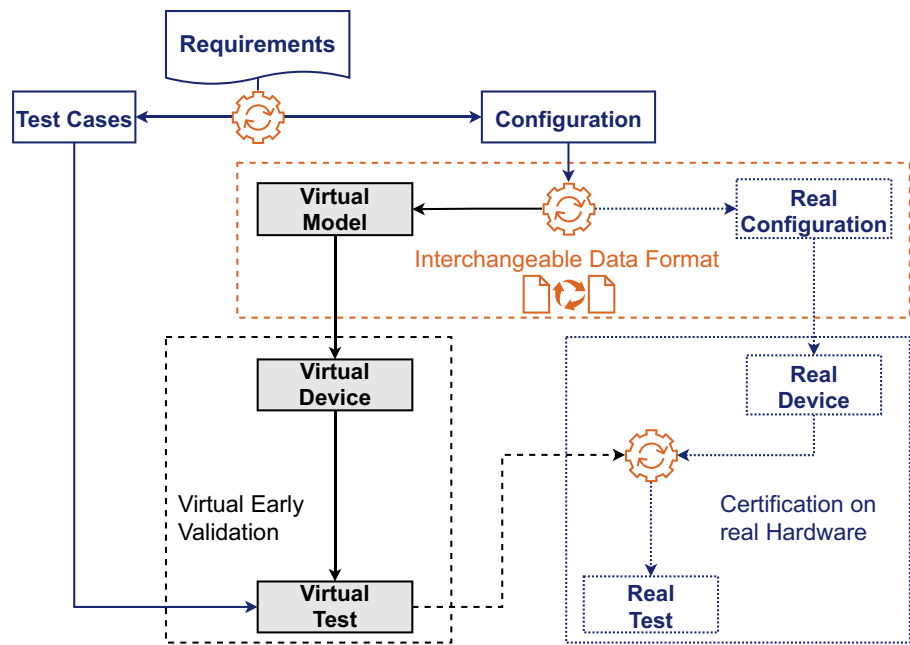 Requirements
Test Cases
Configuration
Virtual
Model
Real
Configuration
Interchangeable Data Format
Virtual
Device
Real
Device
Virtual Early
Validation
Certification on
real Hardware
Virtual
Test
Real
Test